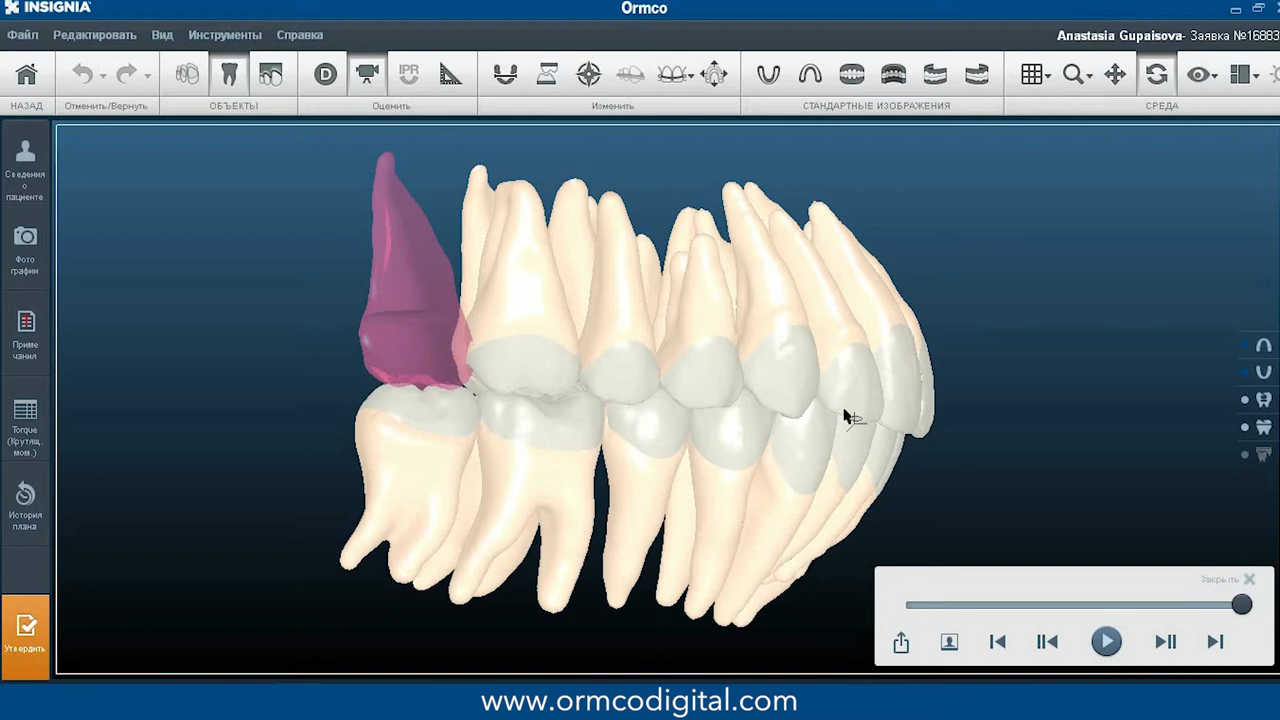 INSIGNIA
Ormco
Файл Редактировать Вид Инструменты Справка
Anastasia Gupaisova- Заявка №16883
D
IPR
НАЗАД
Отменить/Вернуть
ОБЪЕКТЫ
Оценить
Изменить
СТАНДАРТНЫЕ ИЗОБРАЖЕНИЯ
СРЕДА
Сведения
о
пациенте
Фото
графии
Приме
чания
Torque
(Крутящ.
мом.)
История
плана
Утвердить
Закрыть
www.ormcodigital.com